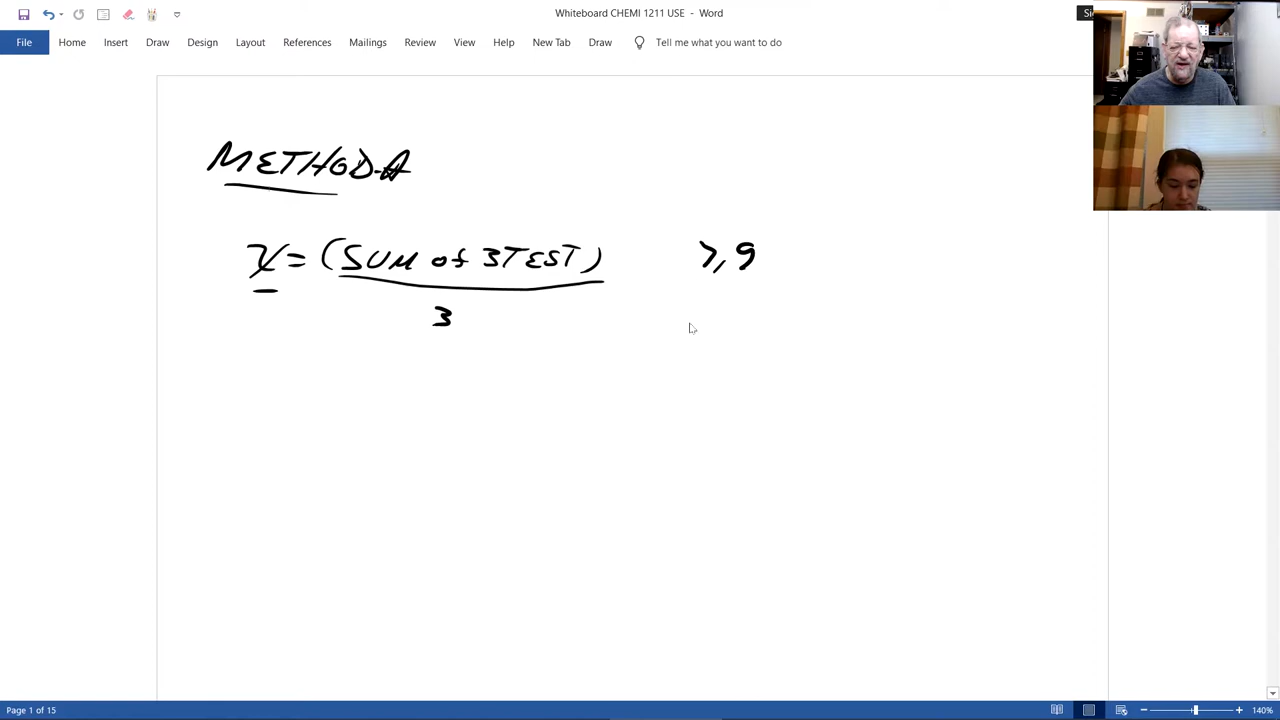 Whiteboard CHEMI 1211 USE - Word
File Home Insert Draw Design Layout References Mailings Review View Help New Tab Draw Tell me what you want to do
METHOD-A
= (SUM of 3TEST) 7, 9
3
Page 1 of 15 140%